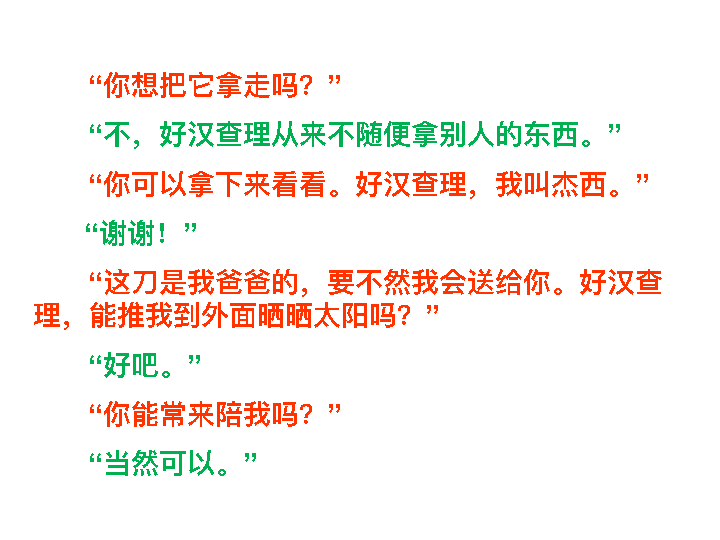 “你想把它拿走吗？”
“不，好汉查理从来不随便拿别人的东西。”
“你可以拿下来看看。好汉查理，我叫杰西。”
“谢谢！”
“这刀是我爸爸的，要不然我会送给你。好汉查
理，能推我到外面晒晒太阳吗？”
“好吧。”
“你能常来陪我吗？”
“当然可以。”